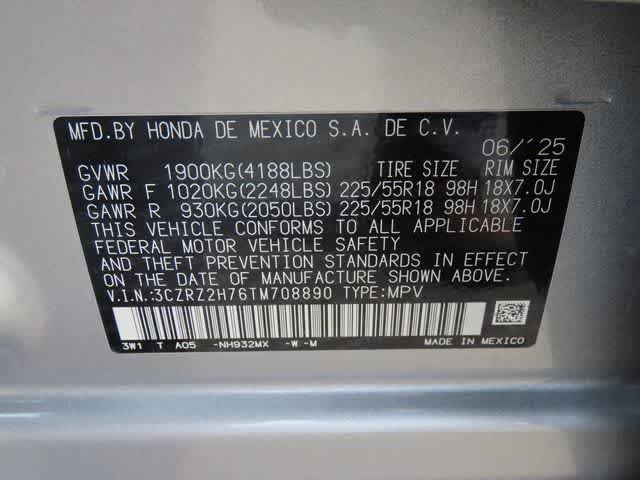 MFD.BY HONDA DE MEXICO S.A. DE C.V. 06/´25
GVWR 1900KG(4188LBS) TIRE SIZE RIM SIZE
GAWR F 1020KG(2248LBS) 225/55R18 98H 18X7.0J
GAWR R 930KG(2050LBS) 225/55R18 98H 18X7.0J
THIS VEHICLE CONFORMS TO ALL APPLICABLE
FEDERAL MOTOR VEHICLE SAFETY
AND THEFT PREVENTION STANDARDS IN EFFECT
ON THE DATE OF MANUFACTURE SHOWN ABOVE.
V.I.N.:3CZRZ2H76TM708890 TYPE:MPV
3W1 T A05 -NH932MX -W-M MADE IN MEXICO